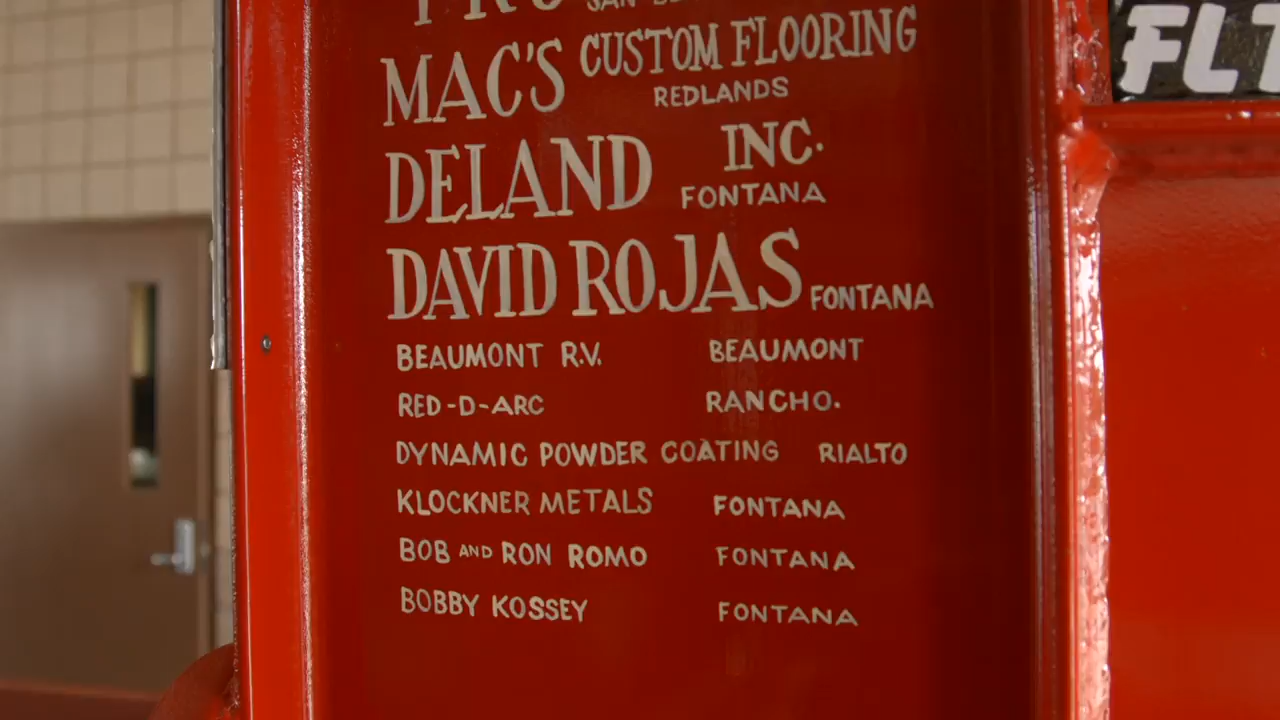 MAC'S CUSTOM FLOORING
REDLANDS
DELAND INC.
FONTANA
DAVID ROJAS FONTANA
BEAUMONT R.V. BEAUMONT
RED-D-ARC RANCHO.
DYNAMIC POWDER COATING RIALTO
KLOCKNER METALS FONTANA
BOB AND RON ROMO FONTANA
BOBBY KOSSEY FONTANA